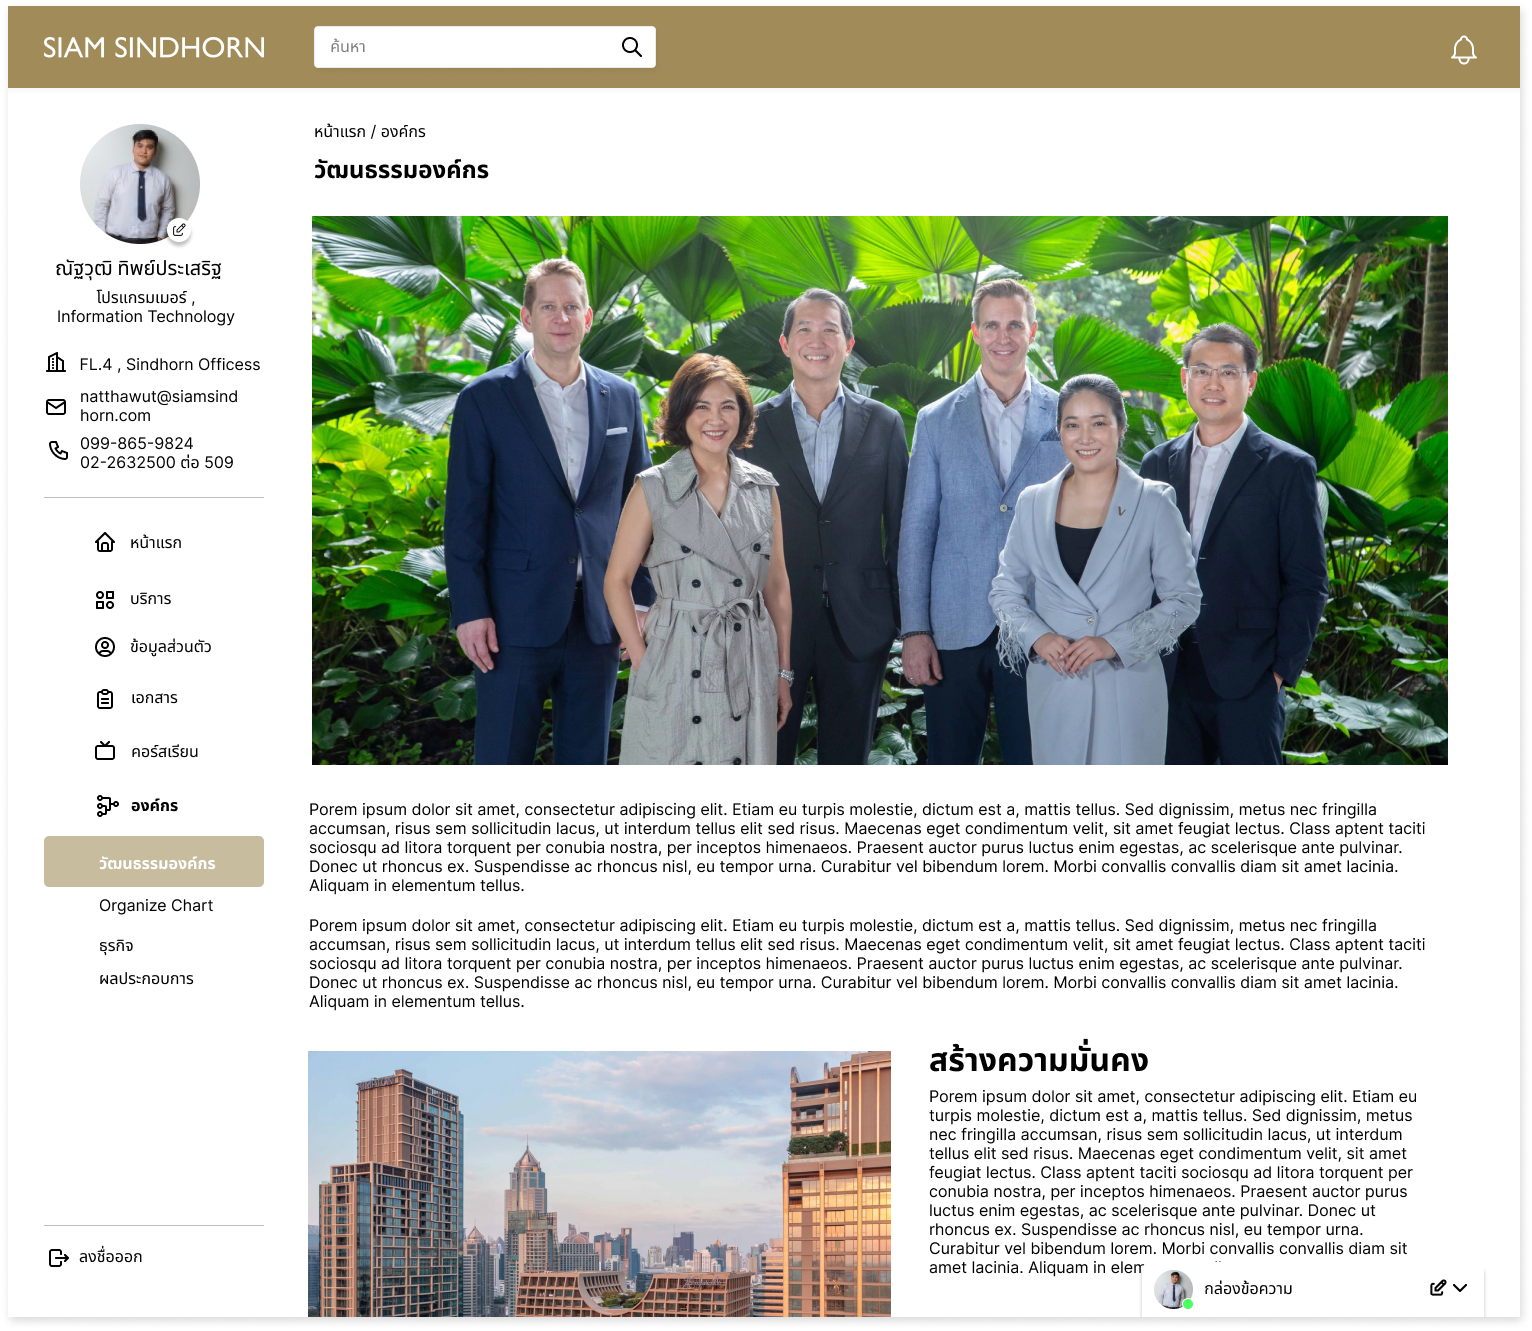 SIAM SINDHORN
ค้นหา
ณัฐวุฒิ ทิพย์ประเสริฐ
โปรแกรมเมอร์ ,
Information Technology
FL.4 , Sindhorn Officess
natthawut@siamsind
horn.com
099-865-9824
02-2632500 ต่อ 509
หน้าแรก
บริการ
ข้อมูลส่วนตัว
เอกสาร
คอร์สเรียน
องค์กร
วัฒนธรรมองค์กร
Organize Chart
ธุรกิจ
ผลประกอบการ
ลงชื่อออก
หน้าแรก / องค์กร
วัฒนธรรมองค์กร
Porem ipsum dolor sit amet, consectetur adipiscing elit. Etiam eu turpis molestie, dictum est a, mattis tellus. Sed dignissim, metus nec fringilla
accumsan, risus sem sollicitudin lacus, ut interdum tellus elit sed risus. Maecenas eget condimentum velit, sit amet feugiat lectus. Class aptent taciti
sociosqu ad litora torquent per conubia nostra, per inceptos himenaeos. Praesent auctor purus luctus enim egestas, ac scelerisque ante pulvinar.
Donec ut rhoncus ex. Suspendisse ac rhoncus nisl, eu tempor urna. Curabitur vel bibendum lorem. Morbi convallis convallis diam sit amet lacinia.
Aliquam in elementum tellus.
Porem ipsum dolor sit amet, consectetur adipiscing elit. Etiam eu turpis molestie, dictum est a, mattis tellus. Sed dignissim, metus nec fringilla
accumsan, risus sem sollicitudin lacus, ut interdum tellus elit sed risus. Maecenas eget condimentum velit, sit amet feugiat lectus. Class aptent taciti
sociosqu ad litora torquent per conubia nostra, per inceptos himenaeos. Praesent auctor purus luctus enim egestas, ac scelerisque ante pulvinar.
Donec ut rhoncus ex. Suspendisse ac rhoncus nisl, eu tempor urna. Curabitur vel bibendum lorem. Morbi convallis convallis diam sit amet lacinia.
Aliquam in elementum tellus.
สร้างความมั่นคง
Porem ipsum dolor sit amet, consectetur adipiscing elit. Etiam eu
turpis molestie, dictum est a, mattis tellus. Sed dignissim, metus
nec fringilla accumsan, risus sem sollicitudin lacus, ut interdum
tellus elit sed risus. Maecenas eget condimentum velit, sit amet
feugiat lectus. Class aptent taciti sociosqu ad litora torquent per
conubia nostra, per inceptos himenaeos. Praesent auctor purus
luctus enim egestas, ac scelerisque ante pulvinar. Donec ut
rhoncus ex. Suspendisse ac rhoncus nisl, eu tempor urna.
Curabitur vel bibendum lorem. Morbi convallis convallis diam sit
amet lacinia. Aliquam in elem
กล่องข้อความ